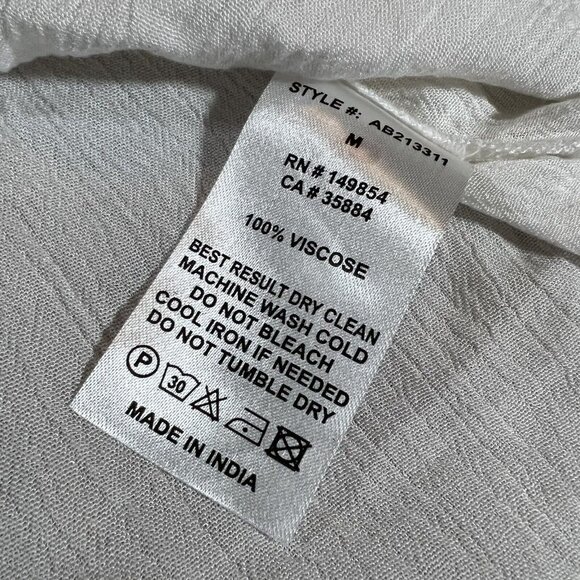 STYLE #: AB213311
M
RN # 149854
CA # 35884
100% VISCOSE
BEST RESULT DRY CLEAN
MACHINE WASH COLD
DO NOT BLEACH
COOL IRON IF NEEDED
DO NOT TUMBLE DRY
P 30
MADE IN INDIA